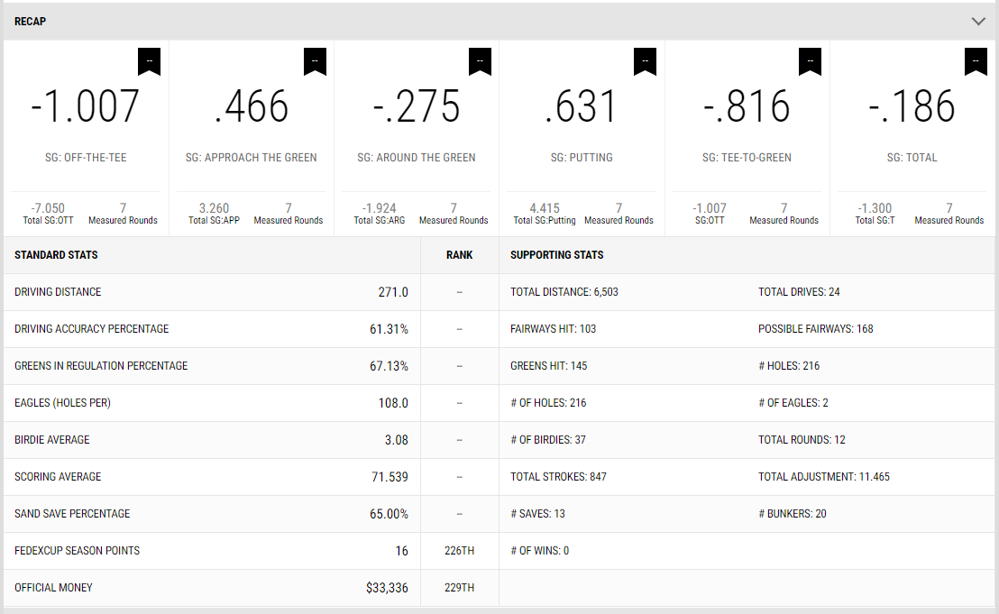 RECAP
-- -- -- -- -- --
-1.007 .466 -.275 .631 -.816 -.186
SG: OFF-THE-TEE SG: APPROACH THE GREEN SG: AROUND THE GREEN SG: PUTTING SG: TEE-TO-GREEN SG: TOTAL
-7.050 7 3.260 7 -1.924 7 4.415 7 -1.007 7 -1.300 7
Total SG:OTT Measured Rounds Total SG:APP Measured Rounds Total SG:ARG Measured Rounds Total SG:Putting Measured Rounds SG:OTT Measured Rounds Total SG:T Measured Rounds
STANDARD STATS RANK SUPPORTING STATS
DRIVING DISTANCE 271.0 -- TOTAL DISTANCE: 6,503 TOTAL DRIVES: 24
DRIVING ACCURACY PERCENTAGE 61.31% -- FAIRWAYS HIT: 103 POSSIBLE FAIRWAYS: 168
GREENS IN REGULATION PERCENTAGE 67.13% -- GREENS HIT: 145 # HOLES: 216
EAGLES (HOLES PER) 108.0 -- # OF HOLES: 216 # OF EAGLES: 2
BIRDIE AVERAGE 3.08 -- # OF BIRDIES: 37 TOTAL ROUNDS: 12
SCORING AVERAGE 71.539 -- TOTAL STROKES: 847 TOTAL ADJUSTMENT: 11.465
SAND SAVE PERCENTAGE 65.00% -- # SAVES: 13 # BUNKERS: 20
FEDEXCUP SEASON POINTS 16 226TH # OF WINS: 0
OFFICIAL MONEY $33,336 229TH